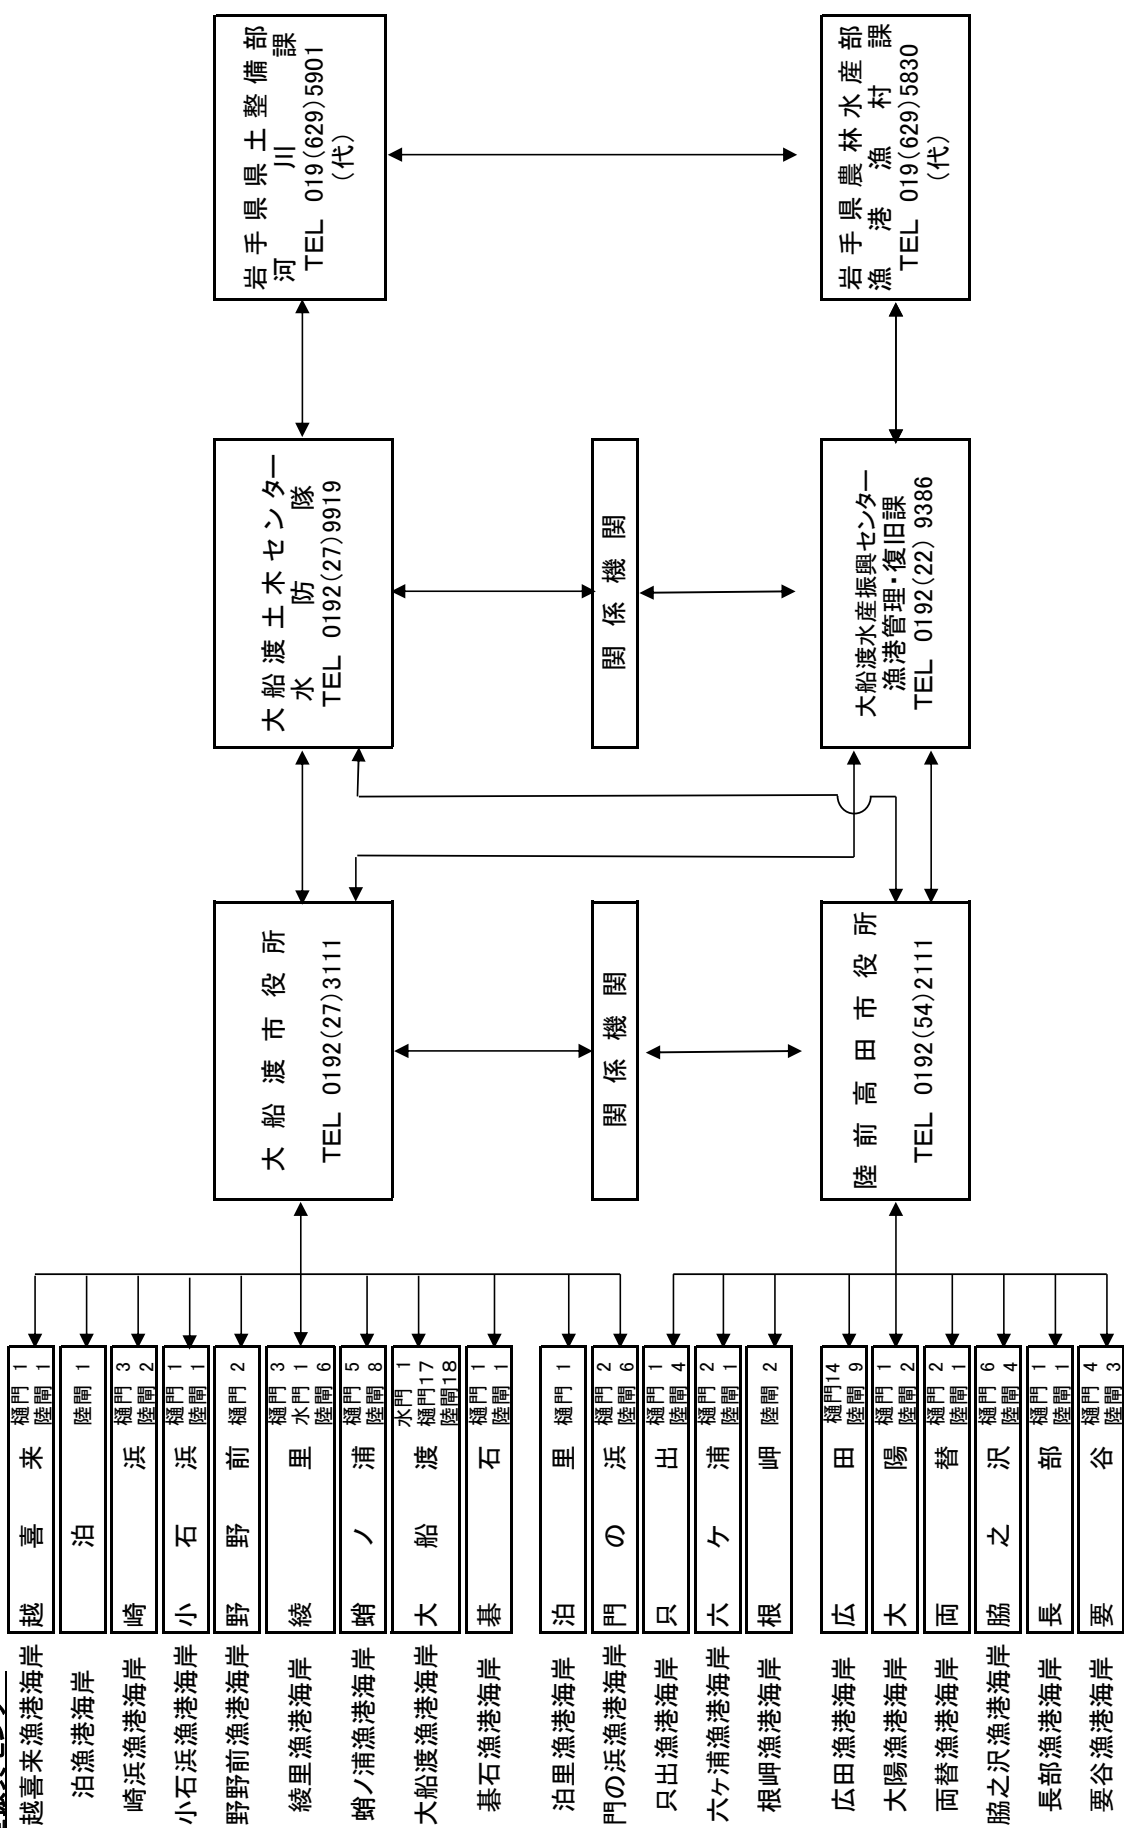 越喜来漁港海岸
越喜来
樋門 1
陸閘 1
泊漁港海岸
泊
陸閘 1
崎浜漁港海岸
崎浜
樋門 3
陸閘 2
小石浜漁港海岸
小石浜
樋門 1
陸閘 1
野野前漁港海岸
野野前
樋門 2
綾里漁港海岸
綾里
樋門 3
水門 1
陸閘 6
蛸ノ浦漁港海岸
蛸ノ浦
樋門 5
陸閘 8
大船渡漁港海岸
大船渡
水門 1
樋門17
陸閘18
碁石漁港海岸
碁石
樋門 1
陸閘 1
泊里漁港海岸
泊里
樋門 1
門の浜漁港海岸
門の浜
樋門 2
陸閘 6
只出漁港海岸
只出
樋門 1
陸閘 4
六ケ浦漁港海岸
六ケ浦
樋門 2
陸閘 1
根岬漁港海岸
根岬
陸閘 2
広田漁港海岸
広田
樋門14
陸閘 9
大陽漁港海岸
大陽
樋門 1
陸閘 2
両替漁港海岸
両替
樋門 2
陸閘 1
脇之沢漁港海岸
脇之沢
樋門 6
陸閘 4
長部漁港海岸
長部
樋門 1
陸閘 1
要谷漁港海岸
要谷
樋門 4
陸閘 3
大船渡市役所
TEL 0192(27)3111
関係機関
陸前高田市役所
TEL 0192(54)2111
大船渡土木センター
水防隊
TEL 0192(27)9919
関係機関
大船渡水産振興センター
漁港管理・復旧課
TEL 0192(22) 9386
岩手県県土整備部
河川課
TEL 019(629)5901
(代)
岩手県農林水産部
漁港漁村課
TEL 019(629)5830
(代)